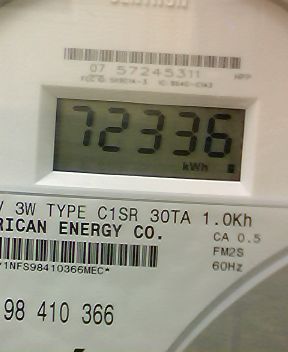 07 57245311
72336
kWh
V 3W TYPE C1SR 30TA 1.0Kh
RICAN ENERGY CO.
CA 0.5
FM2S
60Hz
98 410 366